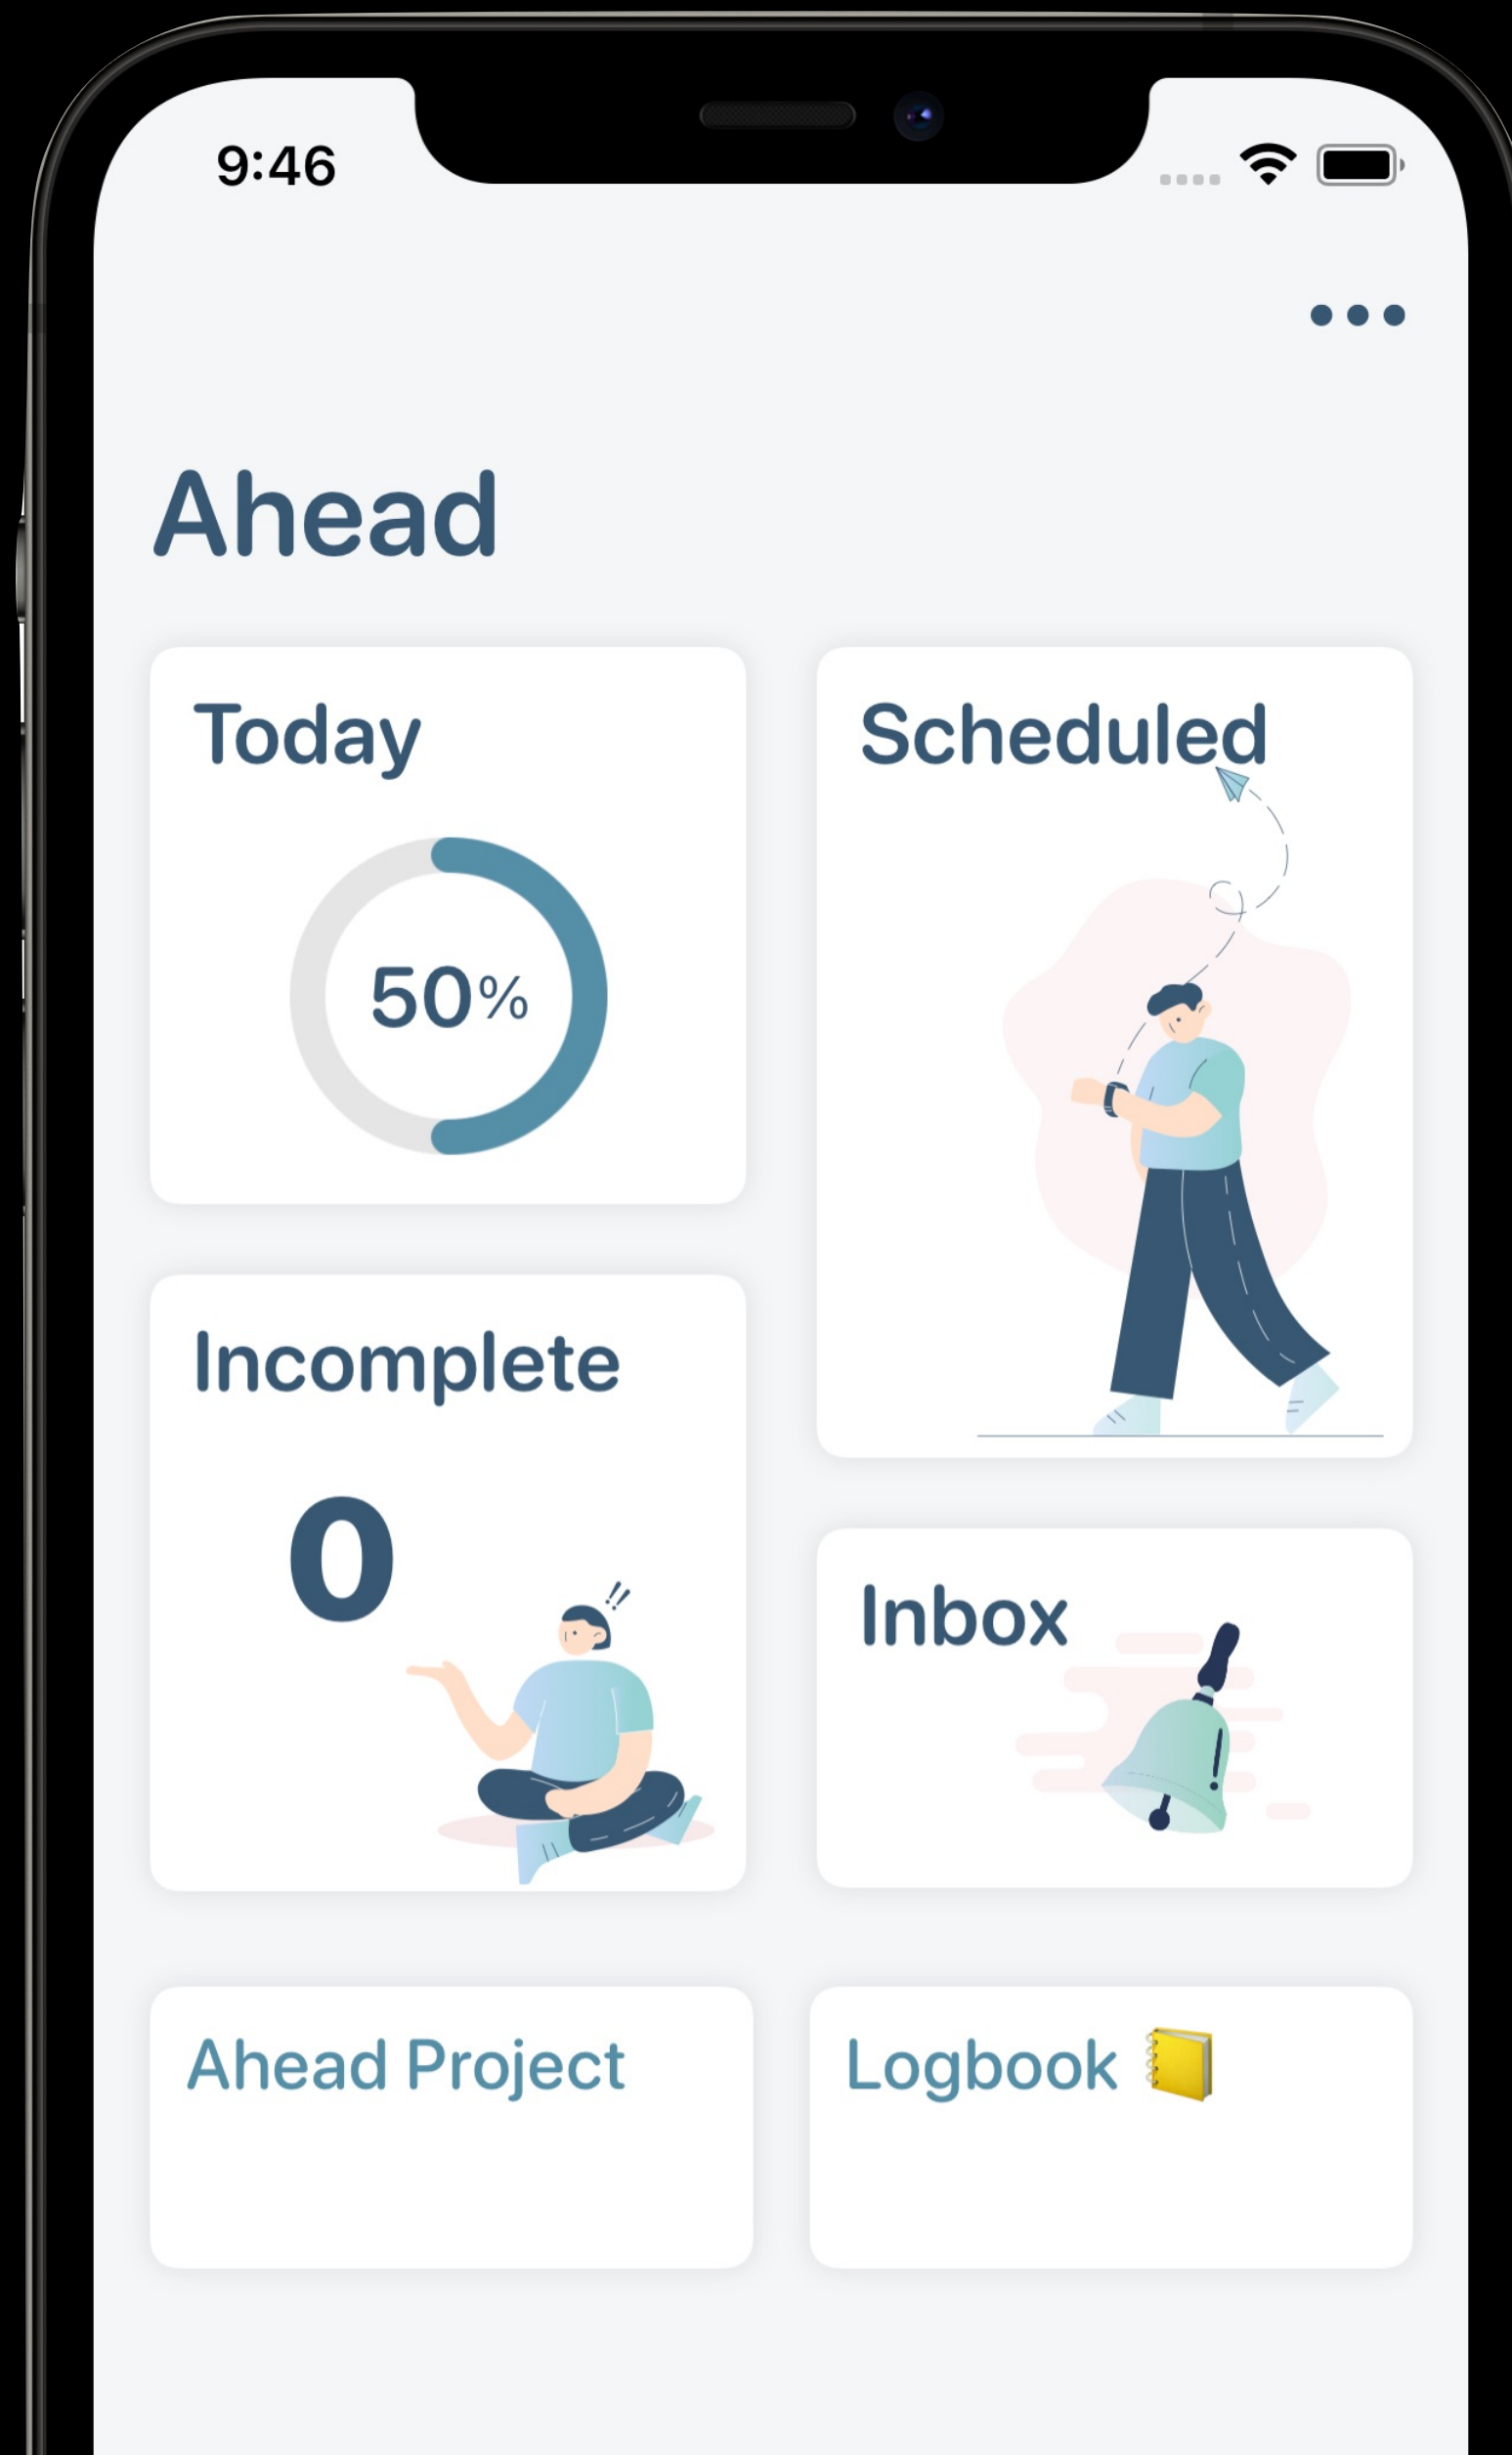 9:46
Ahead
Today
50%
Scheduled
Incomplete
0
Inbox
Ahead Project
Logbook 📒